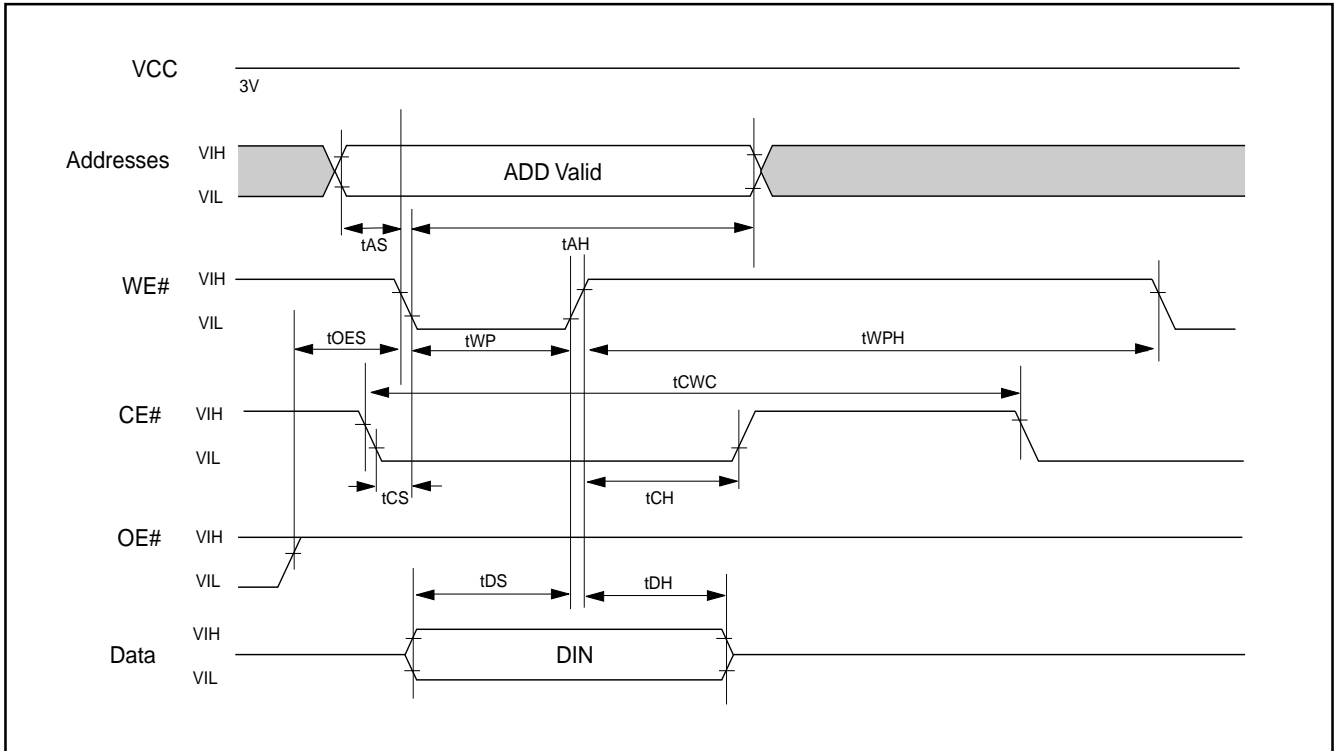 VCC
3V
Addresses
VIH
ADD Valid
VIL
tAS
tAH
WE#
VIH
VIL
tOES
tWP
tWPH
tCWC
CE#
VIH
VIL
tCS
tCH
OE#
VIH
VIL
tDS
tDH
VIH
Data
DIN
VIL